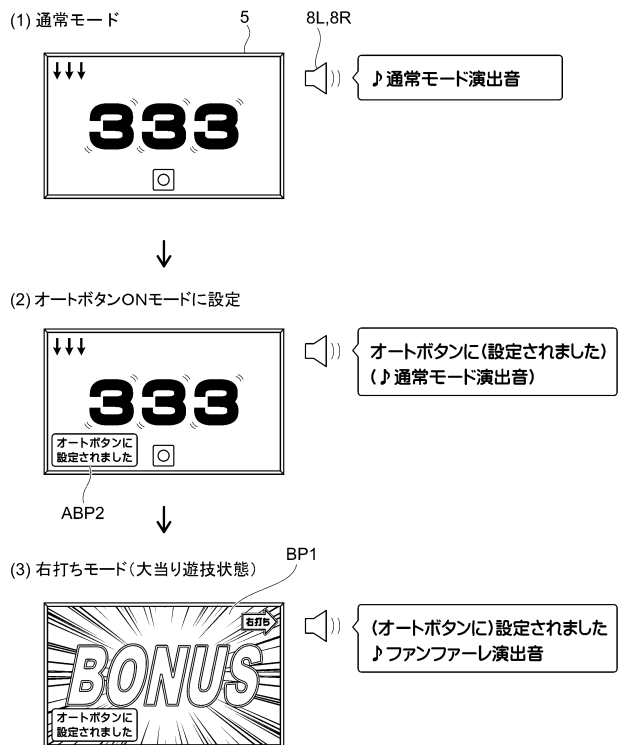 (1) 通常モード
5
8L,8R
↓↓↓
333
♪通常モード演出音
(2) オートボタンONモードに設定
↓↓↓
333
オートボタンに
設定されました
オートボタンに(設定されました)
(♪通常モード演出音)
ABP2
(3) 右打ちモード(大当り遊技状態)
BP1
右打ち
BONUS
オートボタンに
設定されました
(オートボタンに)設定されました
♪ファンファーレ演出音